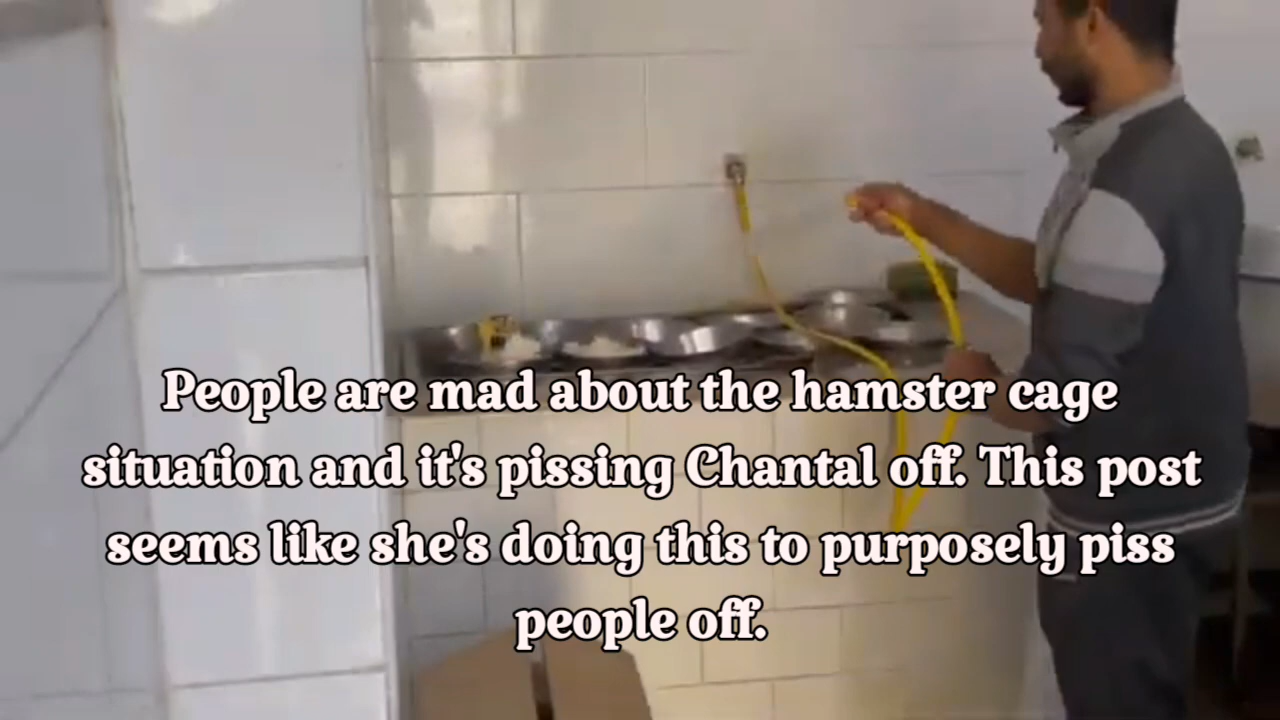 People are mad about the hamster cage
situation and it's pissing Chantal off. This post
seems like she's doing this to purposely piss
people off.